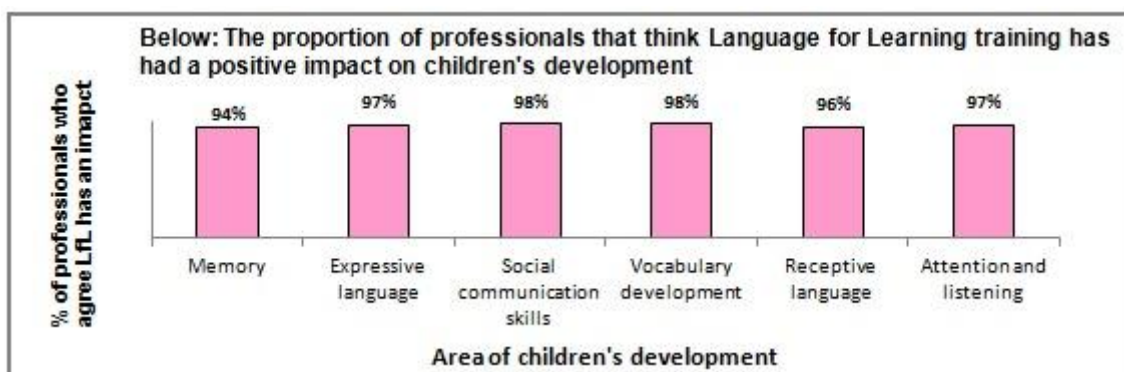 Below: The proportion of professionals that think Language for Learning training has
had a positive impact on children's development
% of professionals who
agree LfL has an imapct
94%
97%
98%
98%
96%
97%
Memory
Expressive
language
Social
communication
skills
Vocabulary
development
Receptive
language
Attention and
listening
Area of children's development